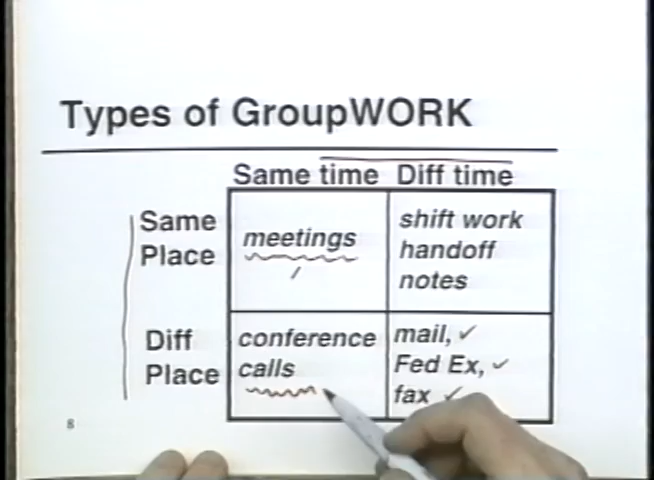 Types of GroupWORK
Same time Diff time
Same
Place
meetings
shift work
handoff
notes
Diff
Place
conference
calls
mail, ✓
Fed Ex, ✓
fax ✓
8